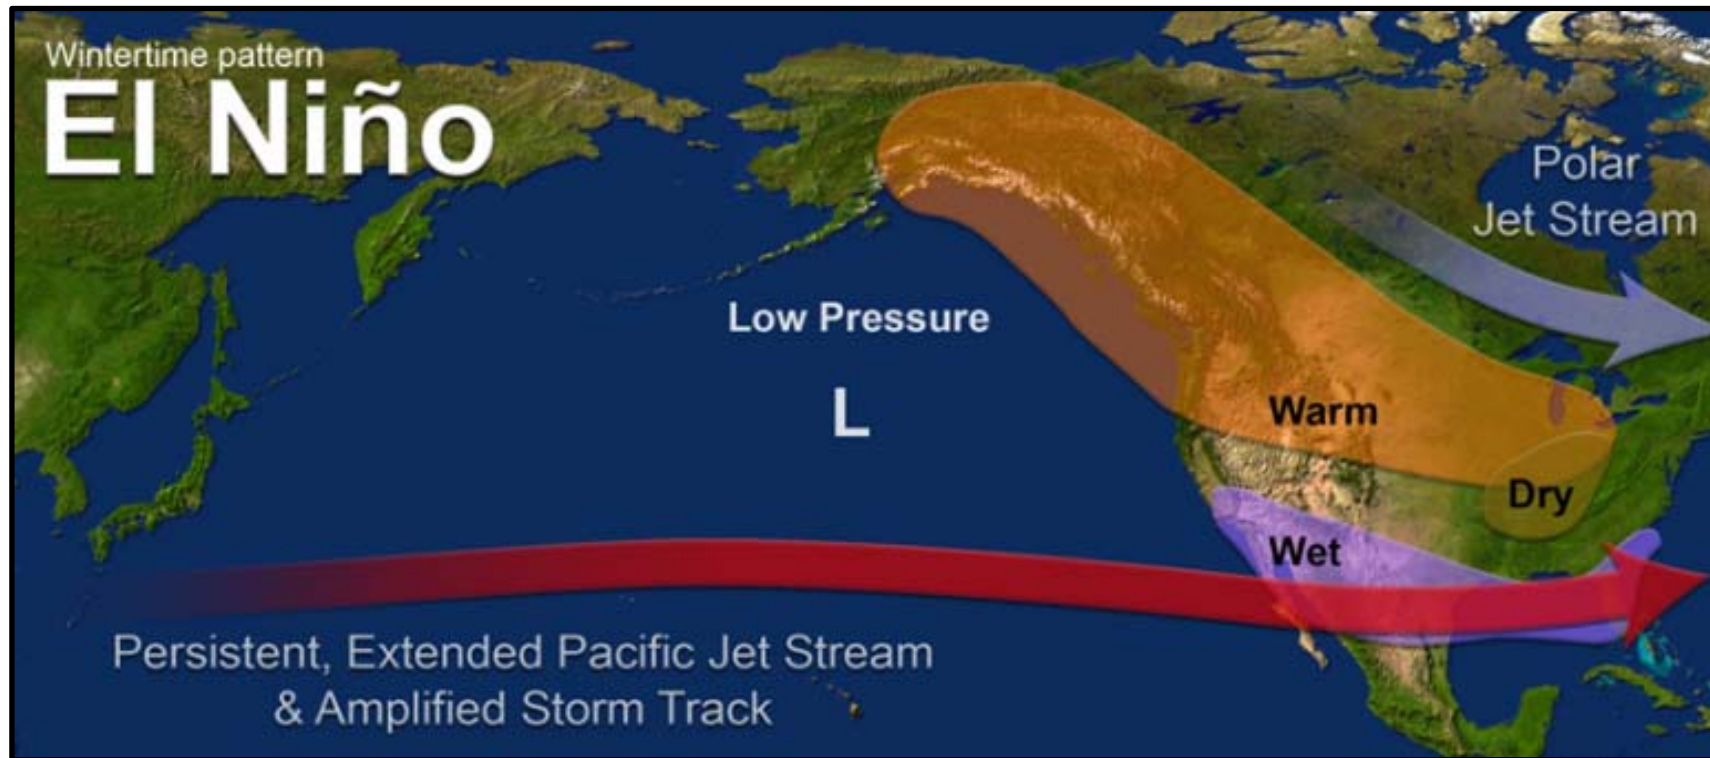 Wintertime pattern
El Niño
Polar
Jet Stream
Low Pressure
L
Warm
Dry
Wet
Persistent, Extended Pacific Jet Stream
& Amplified Storm Track